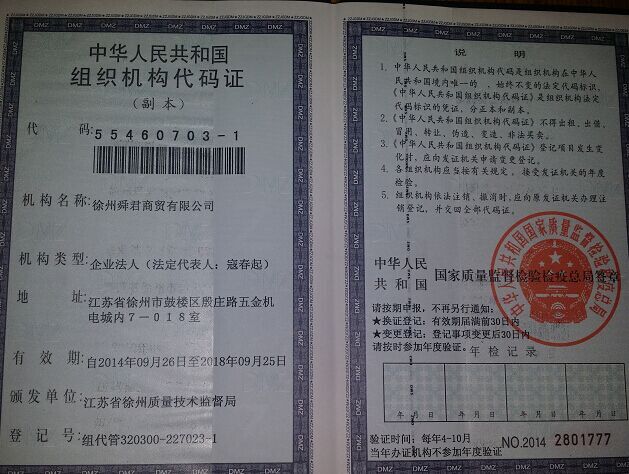 中华人民共和国
组织机构代码证
(副本)
代 码:55460703-1
机构名称:徐州舜君商贸有限公司
机构类型:企业法人(法定代表人:寇春起)
地 址:江苏省徐州市鼓楼区殷庄路五金机
电城内7-018室
有 效 期:自2014年09月26日至2018年09月25日
颁发单位:江苏省徐州质量技术监督局
登 记 号:组代管320300-227023-1
说 明
1. 中华人民共和国组织机构代码是组织机构在中华人
民共和国境内唯一的、始终不变的法定代码标识,
《中华人民共和国组织机构代码证》是组织机构法定
代码标识的凭证,分正本和副本。
2.《中华人民共和国组织机构代码证》不得出租、出借、
冒用、转让、伪造、变造、非法买卖。
3.《中华人民共和国组织机构代码证》登记项目发生变
化时,应向发证机关申请变更登记。
4. 各组织机构应当按有关规定,接受发证机关的年度
检验。
5. 组织机构依法注销、撤消时,应向原发证机关办理注
销登记,并交回全部代码证。
中华人民
共和国 国家质量监督检验检疫总局签章
请按期申报,不再另行通知:
★换证登记:有效期届满前30日内
★变更登记:登记事项变更后30日内
请按时参加年度验证。
年检记录
年 月 日 年 月 日 年 月 日 年 月 日
验证时间:每年4-10月
当年办证机构不参加年度验证
NO.2014 2801777